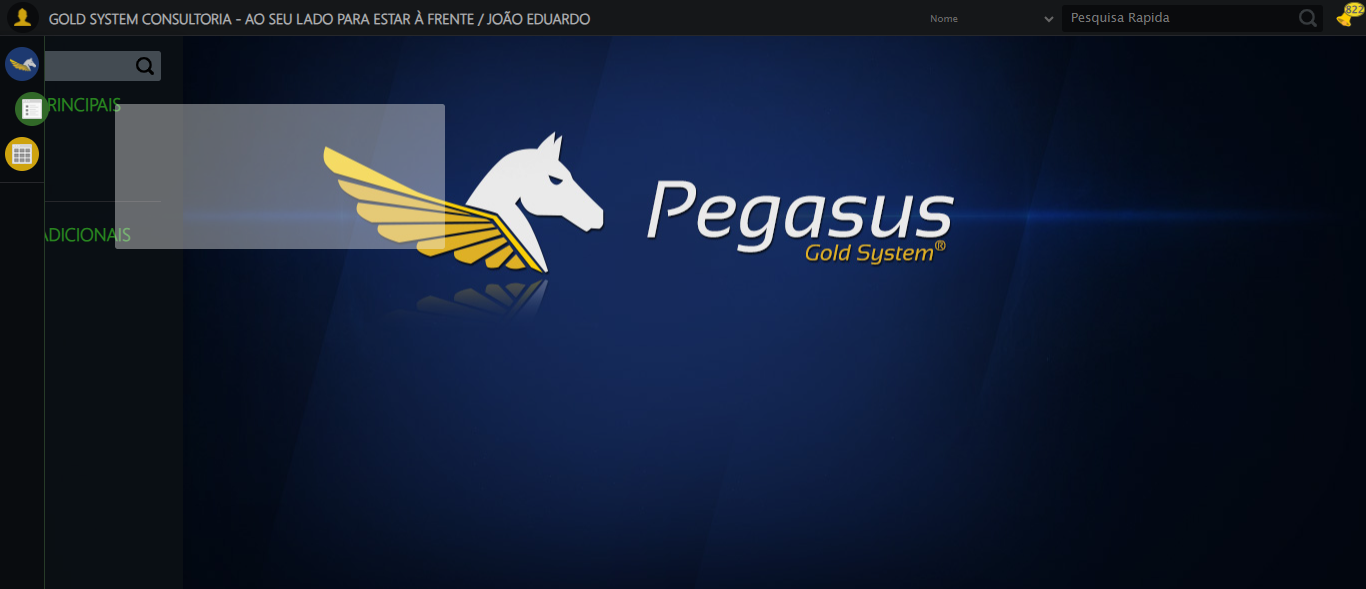 GOLD SYSTEM CONSULTORIA - AO SEU LADO PARA ESTAR À FRENTE / JOÃO EDUARDO
Nome
Pesquisa Rapida
822
RINCIPAIS
ADICIONAIS
Pegasus
Gold System®